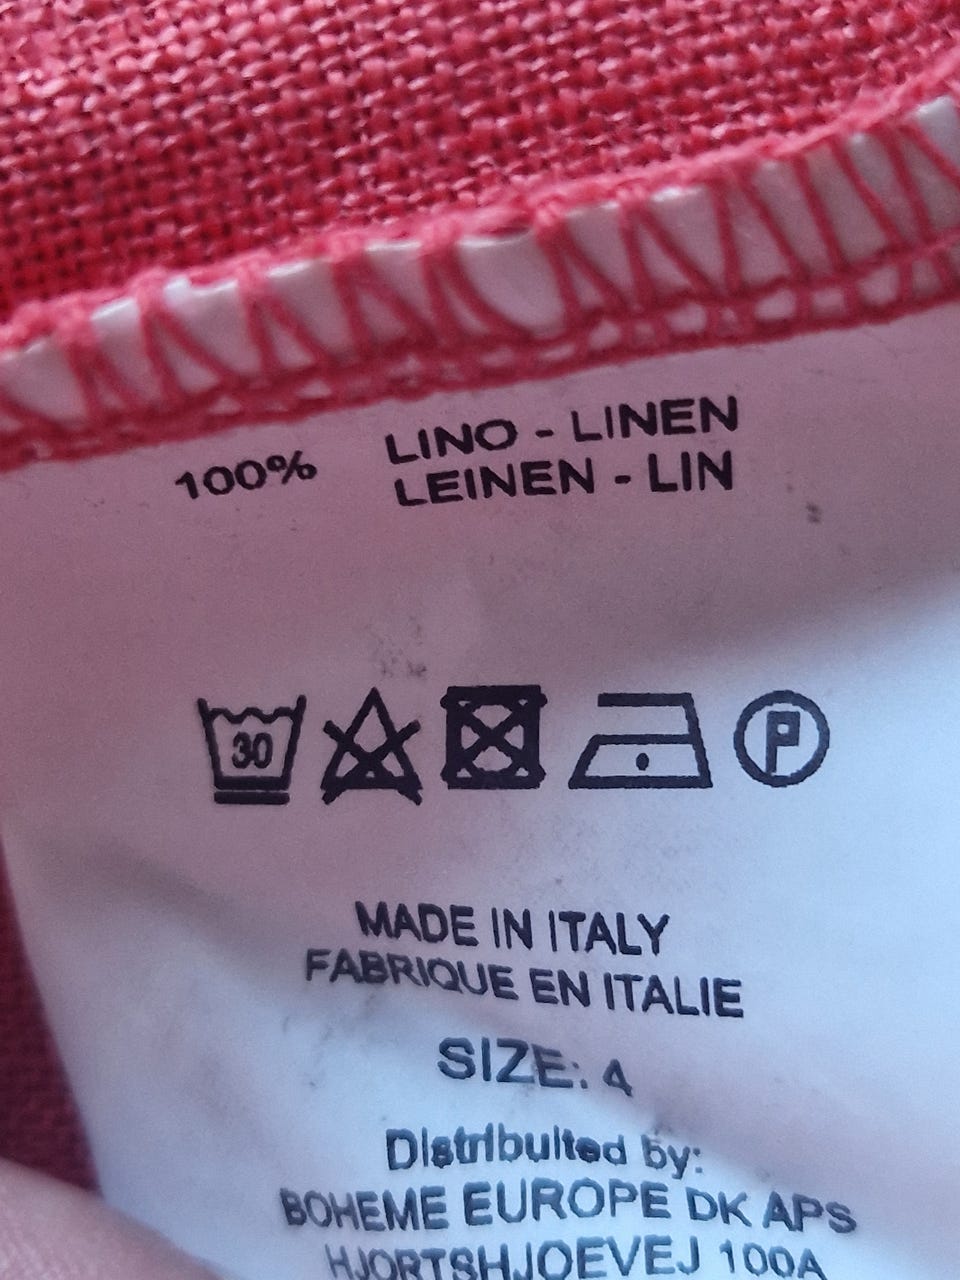 100% LINO - LINEN
LEINEN - LIN
30
P
MADE IN ITALY
FABRIQUE EN ITALIE
SIZE: 4
Distribuited by:
BOHEME EUROPE DK APS
HJORTSHJOEVEJ 100A